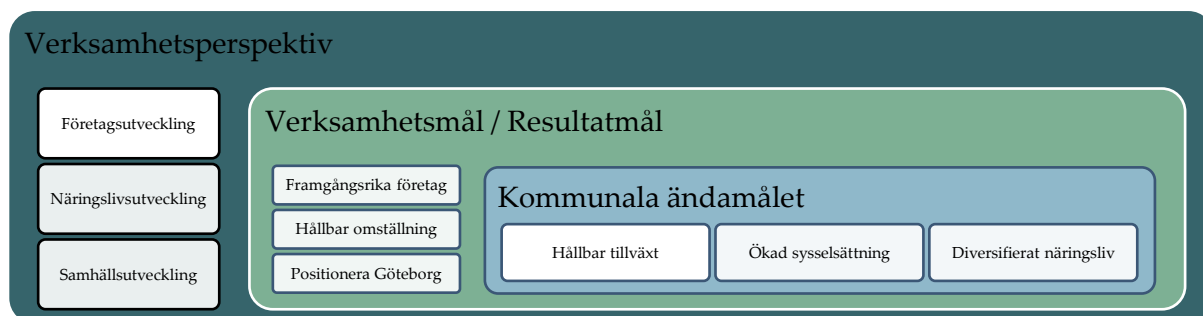 Verksamhetsperspektiv
Företagsutveckling
Näringslivsutveckling
Samhällsutveckling
Verksamhetsmål / Resultatmål
Framgångsrika företag
Hållbar omställning
Positionera Göteborg
Kommunala ändamålet
Hållbar tillväxt
Ökad sysselsättning
Diversifierat näringsliv